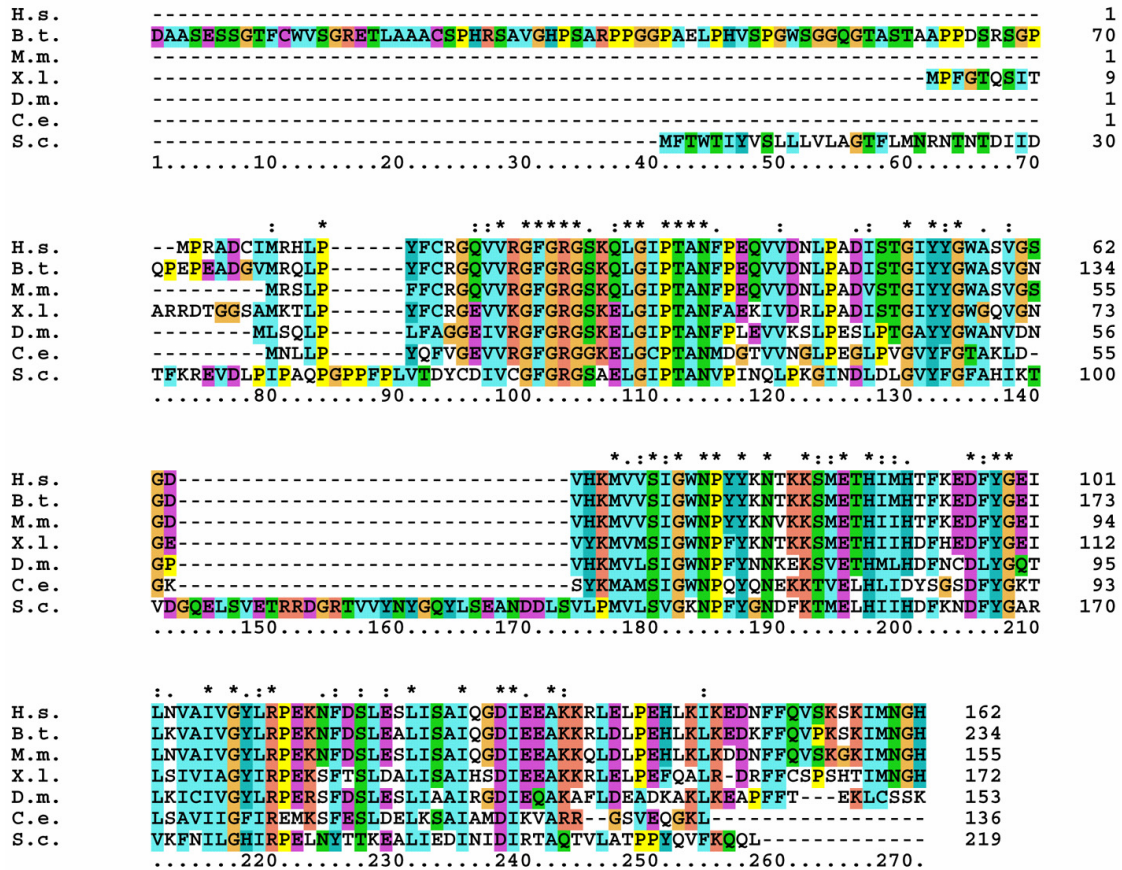 H.s. ---------------------------------------------------------------------- 1
B.t. DAASESSGTFCWVSGRETLAAACSPHRSAVGHPSARPPGGPAELPHVSPGWSGGQGTASTAAPPDSRSGP 70
M.m. ---------------------------------------------------------------------- 1
X.l. -------------------------------------------------------------MPFGTQSIT 9
D.m. ---------------------------------------------------------------------- 1
C.e. ---------------------------------------------------------------------- 1
S.c. ----------------------------------------MFTWTIYVSLLLVLAGTFLMNRNTNTDIID 30
1.......10........20........30........40........50........60........70
: * ::* *****. :** ****. : : * **.* :
H.s. --MPRADCIMRHLP------YFCRGQVVRGFGRGSKQLGIPTANFPEQVVDNLPADISTGIYYGWASVGS 62
B.t. QPEPEADGVMRQLP------YFCRGQVVRGFGRGSKQLGIPTANFPEQVVDNLPADISTGIYYGWASVGN 134
M.m. ---------MRSLP------FFCRGQVVRGFGRGSKQLGIPTANFPEQVVDNLPADVSTGIYYGWASVGS 55
X.l. ARRDTGGSAMKTLP------YFCRGEVVRGFGRGSKELGIPTANFAEKIVDRLPADISTGIYYGWGQVGN 73
D.m. --------MLSQLP------LFAGGEIVKGFGRGSKELGIPTANFPLEVVKSLPESLPTGAYYGWANVDN 56
C.e. ---------MNLLP------YQFVGEVVRGFGRGGKELGCPTANMDGTVVNGLPEGLPVGVYFGTAKLD- 55
S.c. TFKREVDLPIPAQPGPPFPLVTDYCDIVCGFGRGSAELGIPTANVPINQLPKGINDLDLGVYFGFAHIKT 100
.........80........90.......100.......110.......120.......130.......140
*.:*:* ** * * *::* *::. *:**
H.s. GD-------------------------------VHKMVVSIGWNPYYKNTKKSMETHIMHTFKEDFYGEI 101
B.t. GD-------------------------------VHKMVVSIGWNPYYKNTKKSMETHIMHTFKEDFYGEI 173
M.m. GD-------------------------------VHKMVVSIGWNPYYKNVKKSMETHIIHTFKEDFYGEI 94
X.l. GE-------------------------------VYKMVMSIGWNPFYKNTKKSMETHIIHDFHEDFYGEI 112
D.m. GP-------------------------------VHKMVLSIGWNPYYNNKEKSVETHMLHDFNCDLYGQT 95
C.e. GK-------------------------------SYKMAMSIGWNPQYQNEKKTVELHLIDYSGSDFYGKT 93
S.c. VDGQELSVETRRDGRTVVYNYGQYLSEANDDLSVLPMVLSVGKNPFYGNDFKTMELHIIHDFKNDFYGAR 170
.......150.......160.......170.......180.......190.......200.......210
:. * *.:* .: : : * * **. *: :
H.s. LNVAIVGYLRPEKNFDSLESLISAIQGDIEEAKKRLELPEHLKIKEDNFFQVSKSKIMNGH 162
B.t. LKVAIVGYLRPEKNFDSLEALISAIQGDIEEAKKRLDLPEHLKLKEDKFFQVPKSKIMNGH 234
M.m. LNVAIVGYLRPEKNFDSLESLISAIQGDIEEAKKQLDLPEHLKLKDDNFFQVSKGKIMNGH 155
X.l. LSIVIAGYIRPEKSFTSLDALISAIHSDIEEAKKRLELPEFQALR-DRFFCSPSHTIMNGH 172
D.m. LKICIVGYLRPERSFDSLESLIAAIRGDIEQAKAFLDEADKAKLKEAPFFT---EKLCSSK 153
C.e. LSAVIIGFIREMKSFESLDELKSAIAMDIKVARR--GSVEQGKL----------------- 136
S.c. VKFNILGHIRPELNYTTKEALIEDINIDIRTAQTVLATPPYQVFKQQL------------- 219
.......220.......230.......240.......250.......260.......270..